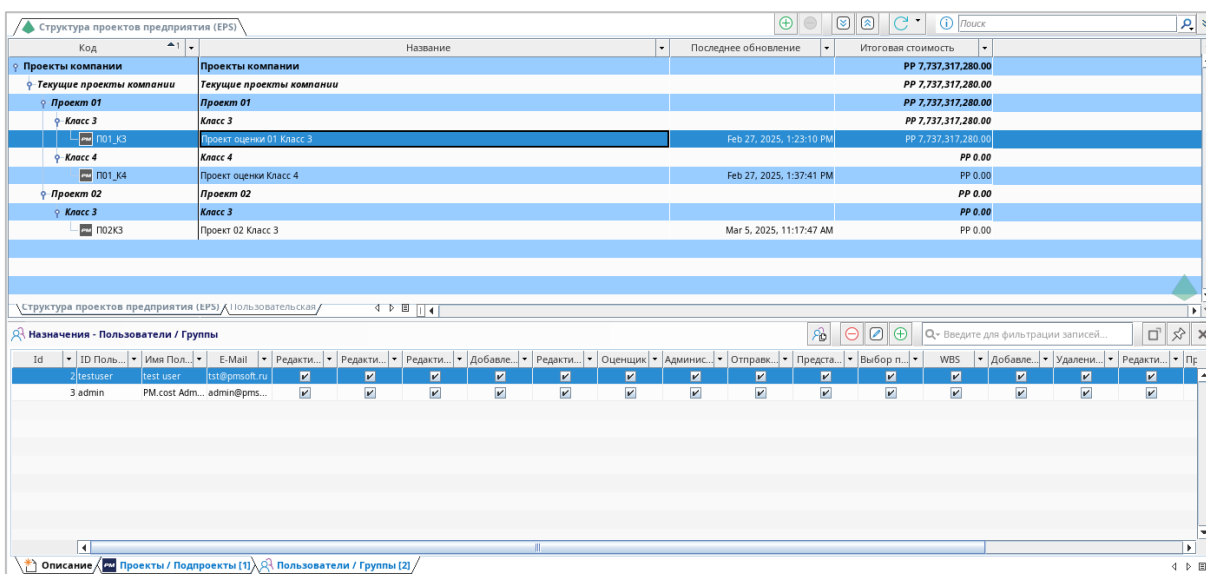 Структура проектов предприятия (EPS) Поиск
Код 1 Название Последнее обновление Итоговая стоимость
Проекты компании Проекты компании PP 7,737,317,280.00
Текущие проекты компании Текущие проекты компании PP 7,737,317,280.00
Проект 01 Проект 01 PP 7,737,317,280.00
Класс 3 Класс 3 PP 7,737,317,280.00
PM П01_К3 Проект оценки 01 Класс 3 Feb 27, 2025, 1:23:10 PM PP 7,737,317,280.00
Класс 4 Класс 4 PP 0.00
PM П01_К4 Проект оценки Класс 4 Feb 27, 2025, 1:37:41 PM PP 0.00
Проект 02 Проект 02 PP 0.00
Класс 3 Класс 3 PP 0.00
PM П02К3 Проект 02 Класс 3 Mar 5, 2025, 11:17:47 AM PP 0.00
Структура проектов предприятия (EPS) Пользовательская
Назначения - Пользователи / Группы Введите для фильтрации записей...
Id ID Поль... Имя Пол... E-Mail Редакти... Редакти... Редакти... Добавле... Редакти... Оценщик Админис... Отправк... Предста... Выбор п... WBS Добавле... Удалени... Редакти... Пр
2 testuser test user tst@pmsoft.ru
3 admin PM.cost Adm... admin@pms...
Описание PM Проекты / Подпроекты [1] Пользователи / Группы [2]